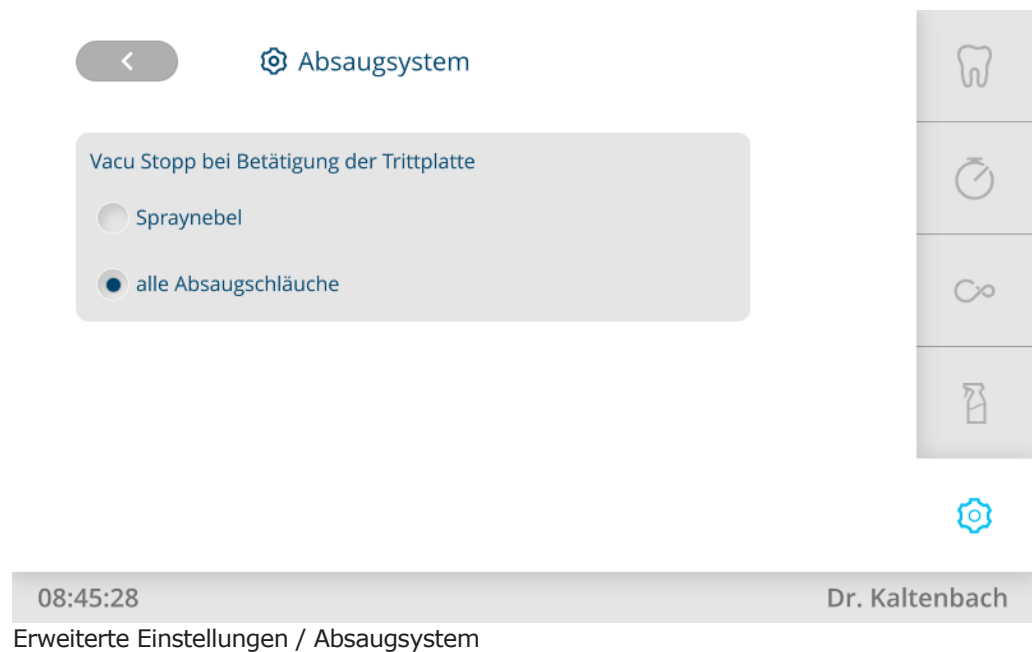 Absaugsystem
Vacu Stopp bei Betätigung der Trittplatte
Spraynebel
alle Absaugschläuche
08:45:28 Dr. Kaltenbach
Erweiterte Einstellungen / Absaugsystem